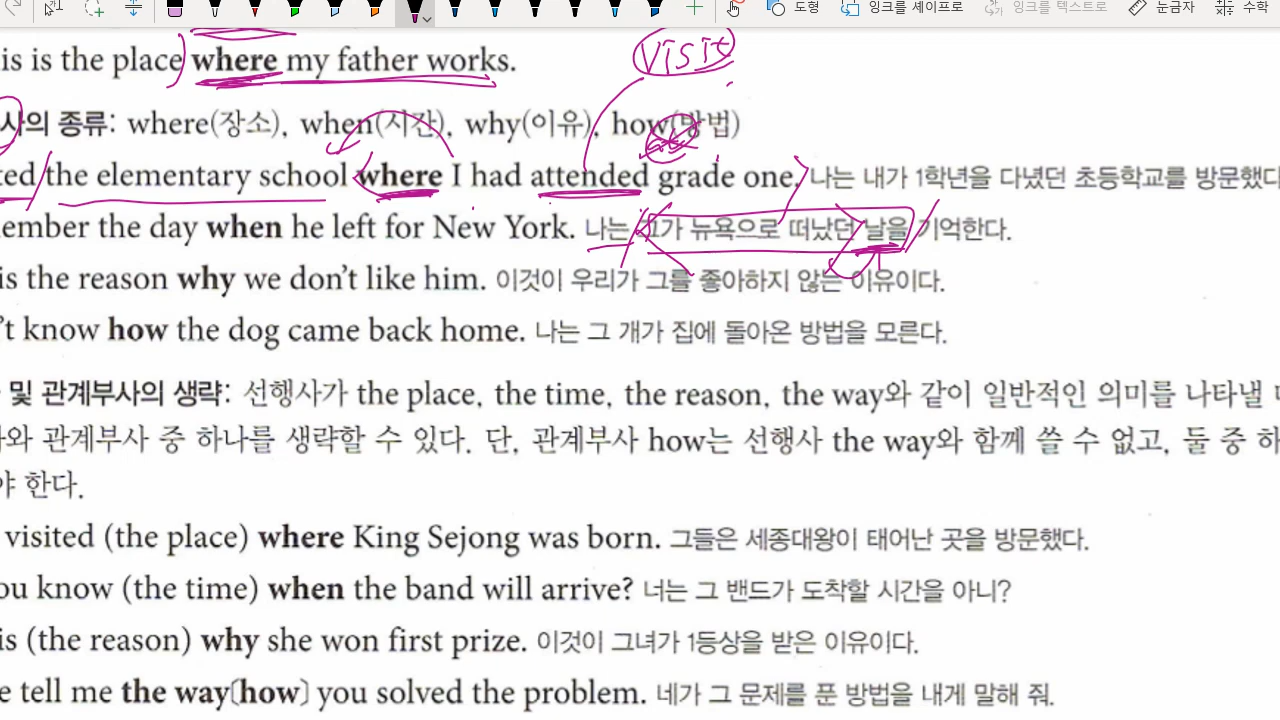 도형 잉크를 셰이프로 잉크를 텍스트로 눈금자 수학
is is the place where my father works.
visit
사의 종류: where(장소), when(시간), why(이유), how(방법)
ted the elementary school where I had attended grade one. 나는 내가 1학년을 다녔던 초등학교를 방문했다
ember the day when he left for New York. 나는 그가 뉴욕으로 떠났던 날을 기억한다.
is the reason why we don't like him. 이것이 우리가 그를 좋아하지 않는 이유이다.
't know how the dog came back home. 나는 그 개가 집에 돌아온 방법을 모른다.
및 관계부사의 생략: 선행사가 the place, the time, the reason, the way와 같이 일반적인 의미를 나타낼
와 관계부사 중 하나를 생략할 수 있다. 단, 관계부사 how는 선행사 the way와 함께 쓸 수 없고, 둘 중 하
야 한다.
visited (the place) where King Sejong was born. 그들은 세종대왕이 태어난 곳을 방문했다.
ou know (the time) when the band will arrive? 너는 그 밴드가 도착할 시간을 아니?
is (the reason) why she won first prize. 이것이 그녀가 1등상을 받은 이유이다.
e tell me the way[how] you solved the problem. 네가 그 문제를 푼 방법을 내게 말해 줘.